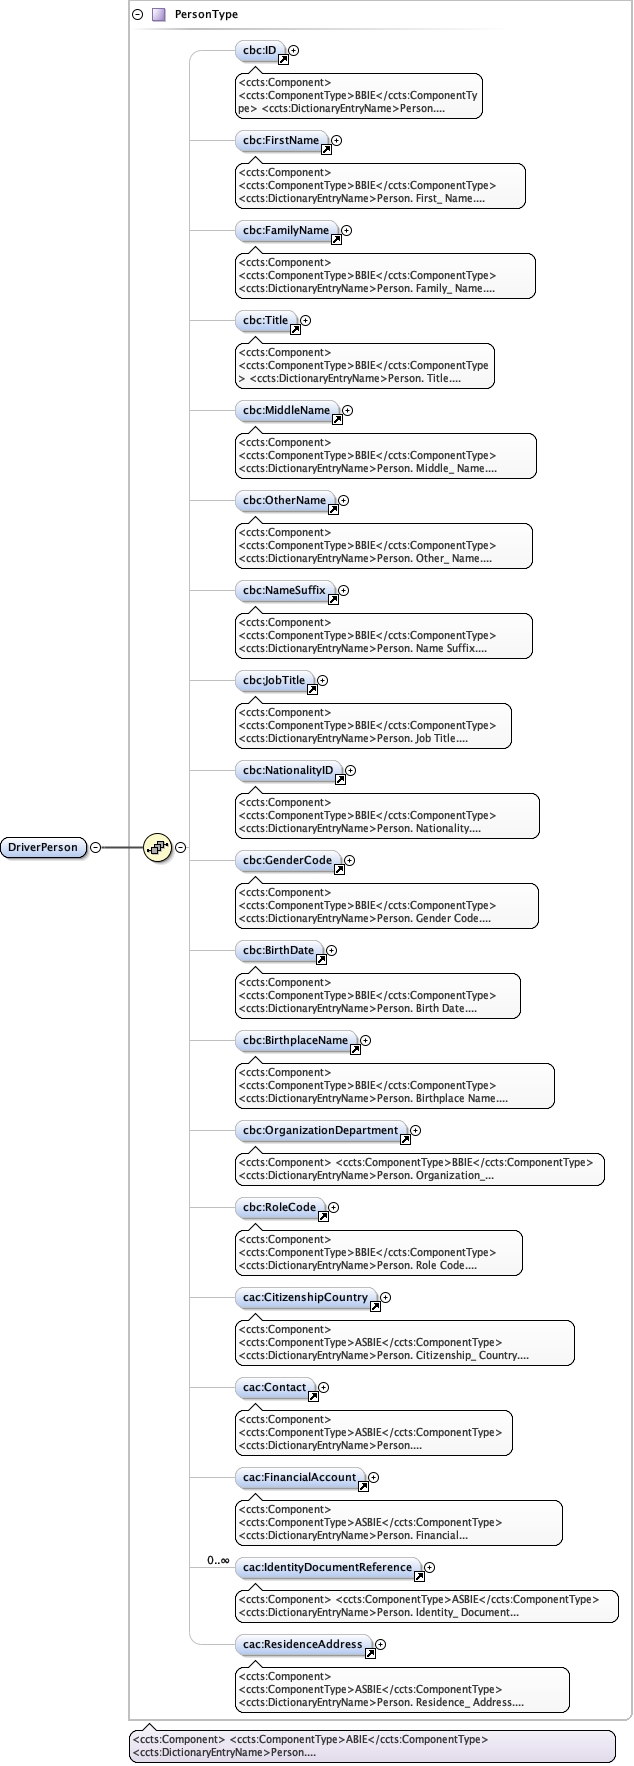 PersonType
cbc:ID
<ccts:Component>
<ccts:ComponentType>BBIE</ccts:ComponentTy
pe> <ccts:DictionaryEntryName>Person....
cbc:FirstName
<ccts:Component>
<ccts:ComponentType>BBIE</ccts:ComponentType>
<ccts:DictionaryEntryName>Person. First_ Name....
cbc:FamilyName
<ccts:Component>
<ccts:ComponentType>BBIE</ccts:ComponentType>
<ccts:DictionaryEntryName>Person. Family_ Name....
cbc:Title
<ccts:Component>
<ccts:ComponentType>BBIE</ccts:ComponentType
> <ccts:DictionaryEntryName>Person. Title....
cbc:MiddleName
<ccts:Component>
<ccts:ComponentType>BBIE</ccts:ComponentType>
<ccts:DictionaryEntryName>Person. Middle_ Name....
cbc:OtherName
<ccts:Component>
<ccts:ComponentType>BBIE</ccts:ComponentType>
<ccts:DictionaryEntryName>Person. Other_ Name....
cbc:NameSuffix
<ccts:Component>
<ccts:ComponentType>BBIE</ccts:ComponentType>
<ccts:DictionaryEntryName>Person. Name Suffix....
cbc:JobTitle
<ccts:Component>
<ccts:ComponentType>BBIE</ccts:ComponentType>
<ccts:DictionaryEntryName>Person. Job Title....
cbc:NationalityID
<ccts:Component>
<ccts:ComponentType>BBIE</ccts:ComponentType>
<ccts:DictionaryEntryName>Person. Nationality....
DriverPerson
cbc:GenderCode
<ccts:Component>
<ccts:ComponentType>BBIE</ccts:ComponentType>
<ccts:DictionaryEntryName>Person. Gender Code....
cbc:BirthDate
<ccts:Component>
<ccts:ComponentType>BBIE</ccts:ComponentType>
<ccts:DictionaryEntryName>Person. Birth Date....
cbc:BirthplaceName
<ccts:Component>
<ccts:ComponentType>BBIE</ccts:ComponentType>
<ccts:DictionaryEntryName>Person. Birthplace Name....
cbc:OrganizationDepartment
<ccts:Component> <ccts:ComponentType>BBIE</ccts:ComponentType>
<ccts:DictionaryEntryName>Person. Organization_...
cbc:RoleCode
<ccts:Component>
<ccts:ComponentType>BBIE</ccts:ComponentType>
<ccts:DictionaryEntryName>Person. Role Code....
cac:CitizenshipCountry
<ccts:Component>
<ccts:ComponentType>ASBIE</ccts:ComponentType>
<ccts:DictionaryEntryName>Person. Citizenship_ Country....
cac:Contact
<ccts:Component>
<ccts:ComponentType>ASBIE</ccts:ComponentType>
<ccts:DictionaryEntryName>Person....
cac:FinancialAccount
<ccts:Component>
<ccts:ComponentType>ASBIE</ccts:ComponentType>
<ccts:DictionaryEntryName>Person. Financial...
0..∞
cac:IdentityDocumentReference
<ccts:Component> <ccts:ComponentType>ASBIE</ccts:ComponentType>
<ccts:DictionaryEntryName>Person. Identity_ Document...
cac:ResidenceAddress
<ccts:Component>
<ccts:ComponentType>ASBIE</ccts:ComponentType>
<ccts:DictionaryEntryName>Person. Residence_ Address....
<ccts:Component> <ccts:ComponentType>ABIE</ccts:ComponentType>
<ccts:DictionaryEntryName>Person....